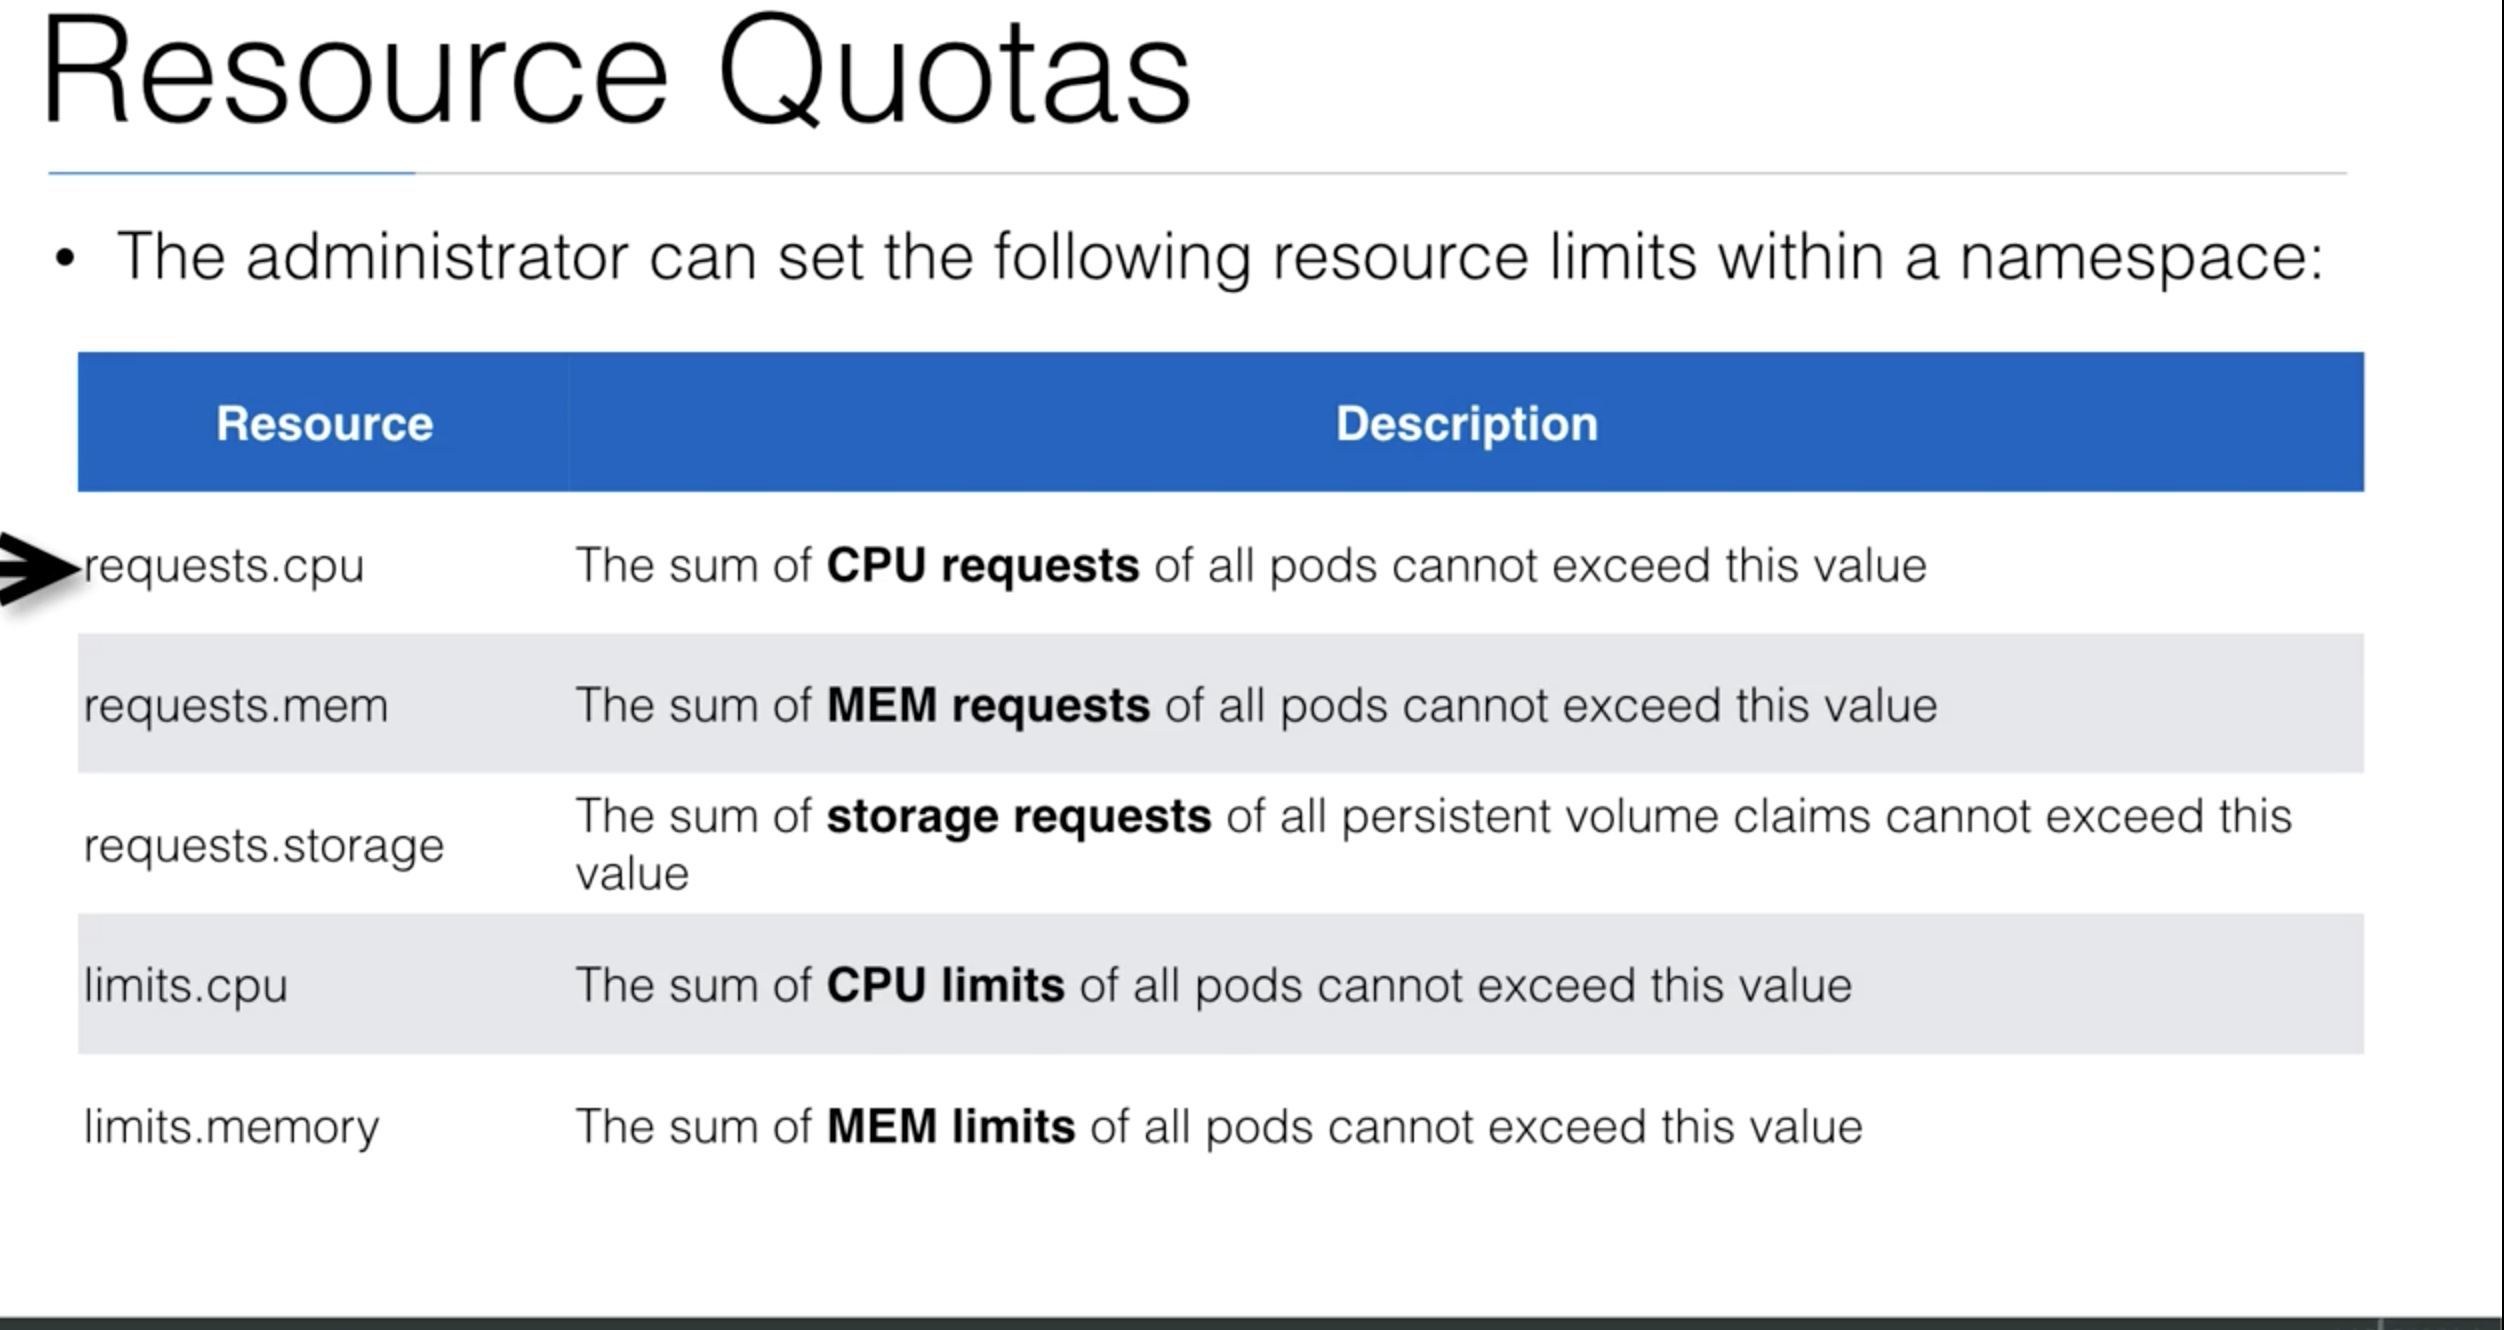 Resource Quotas
• The administrator can set the following resource limits within a namespace:
Resource Description
requests.cpu The sum of CPU requests of all pods cannot exceed this value
requests.mem The sum of MEM requests of all pods cannot exceed this value
requests.storage The sum of storage requests of all persistent volume claims cannot exceed this
value
limits.cpu The sum of CPU limits of all pods cannot exceed this value
limits.memory The sum of MEM limits of all pods cannot exceed this value